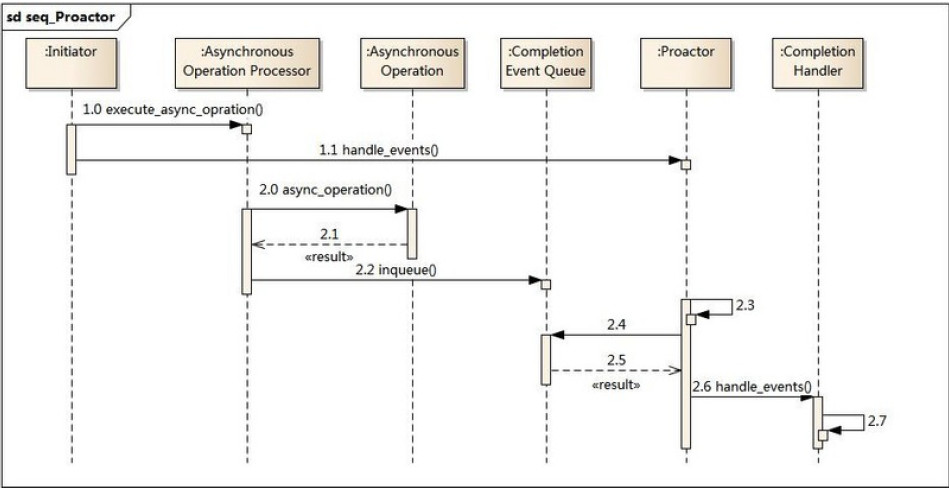 sd seq_Proactor
:Initiator
:Asynchronous
Operation Processor
:Asynchronous
Operation
:Completion
Event Queue
:Proactor
:Completion
Handler
1.0 execute_async_opration()
1.1 handle_events()
2.0 async_operation()
2.1
«result»
2.2 inqueue()
2.3
2.4
2.5
«result»
2.6 handle_events()
2.7